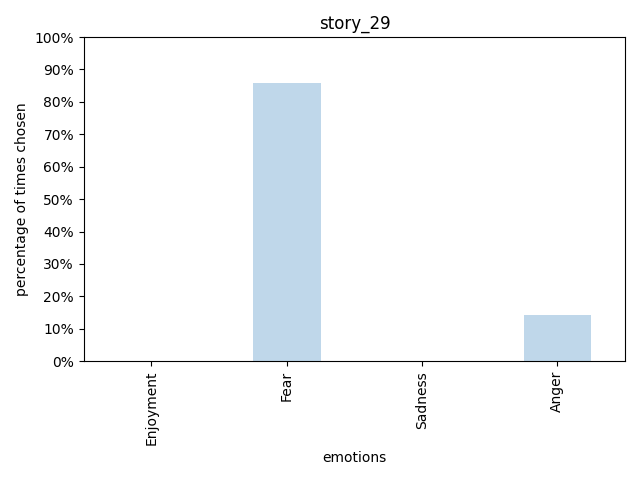 story_29
100%
90%
80%
70%
60%
50%
40%
30%
20%
10%
0%
percentage of times chosen
Enjoyment
Fear
Sadness
Anger
emotions